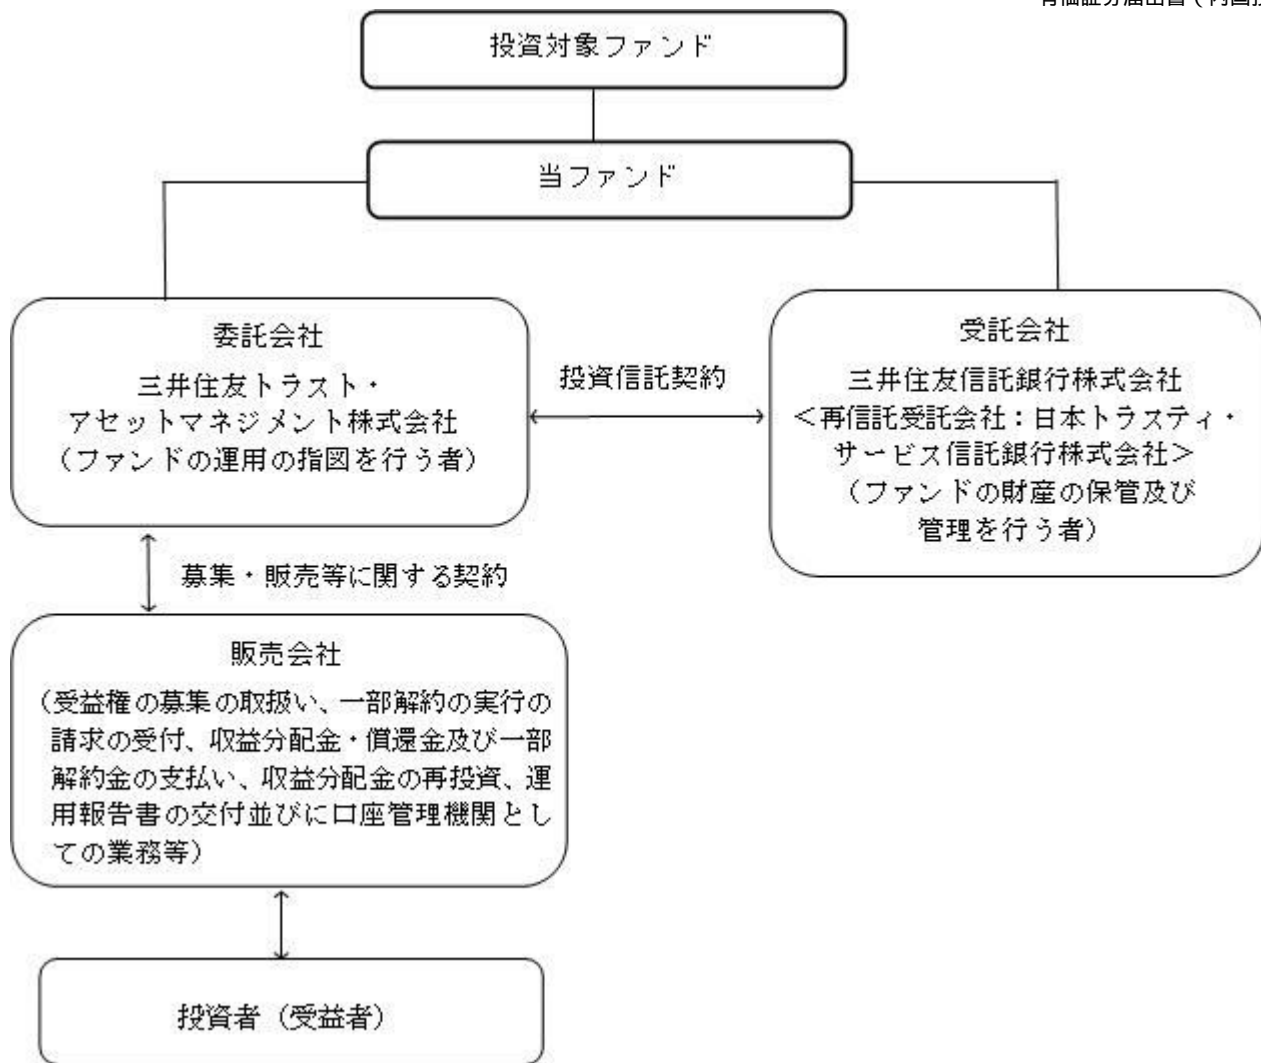 有価証券届出書(内国投
投資対象ファンド
当ファンド
委託会社
三井住友トラスト・
アセットマネジメント株式会社
(ファンドの運用の指図を行う者)
投資信託契約
受託会社
三井住友信託銀行株式会社
<再信託受託会社:日本トラスティ・
サービス信託銀行株式会社>
(ファンドの財産の保管及び
管理を行う者)
募集・販売等に関する契約
販売会社
(受益権の募集の取扱い、一部解約の実行の
請求の受付、収益分配金・償還金及び一部
解約金の支払い、収益分配金の再投資、運
用報告書の交付並びに口座管理機関とし
ての業務等)
投資者(受益者)